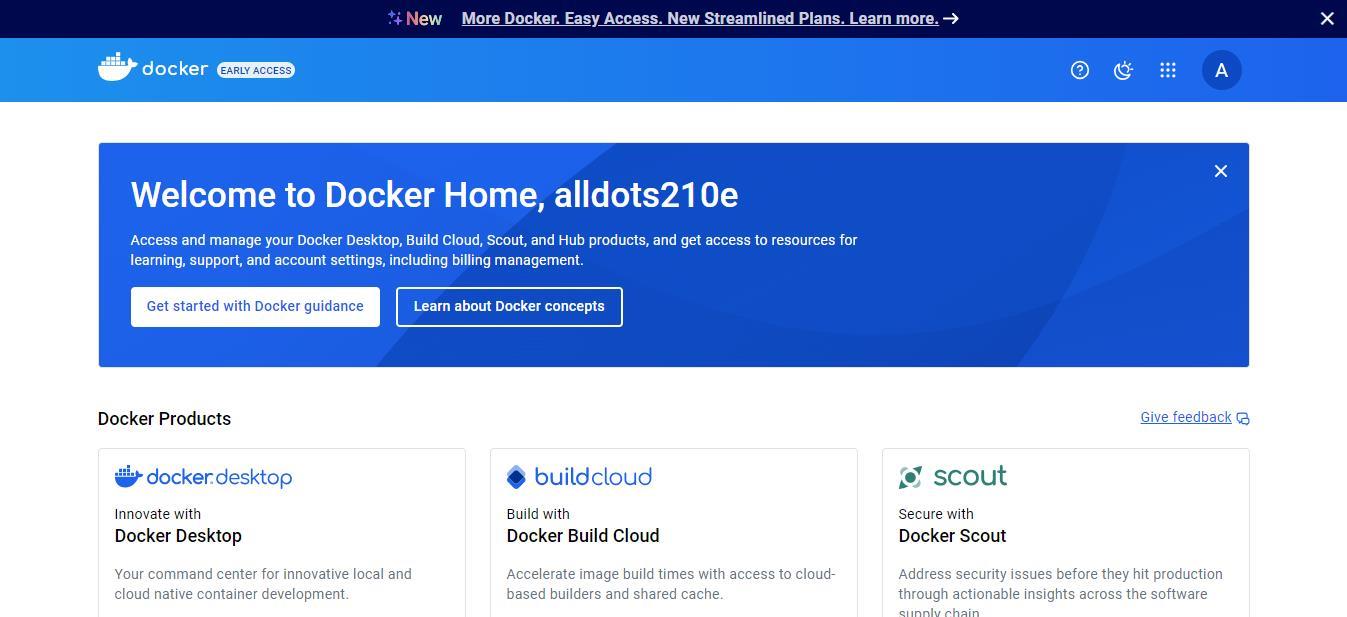 New More Docker. Easy Access. New Streamlined Plans. Learn more.
docker EARLY ACCESS A
Welcome to Docker Home, alldots210e
Access and manage your Docker Desktop, Build Cloud, Scout, and Hub products, and get access to resources for
learning, support, and account settings, including billing management.
Get started with Docker guidance Learn about Docker concepts
Docker Products Give feedback
docker desktop
Innovate with
Docker Desktop
Your command center for innovative local and
cloud native container development.
build cloud
Build with
Docker Build Cloud
Accelerate image build times with access to cloud-
based builders and shared cache.
scout
Secure with
Docker Scout
Address security issues before they hit production
through actionable insights across the software
supply chain